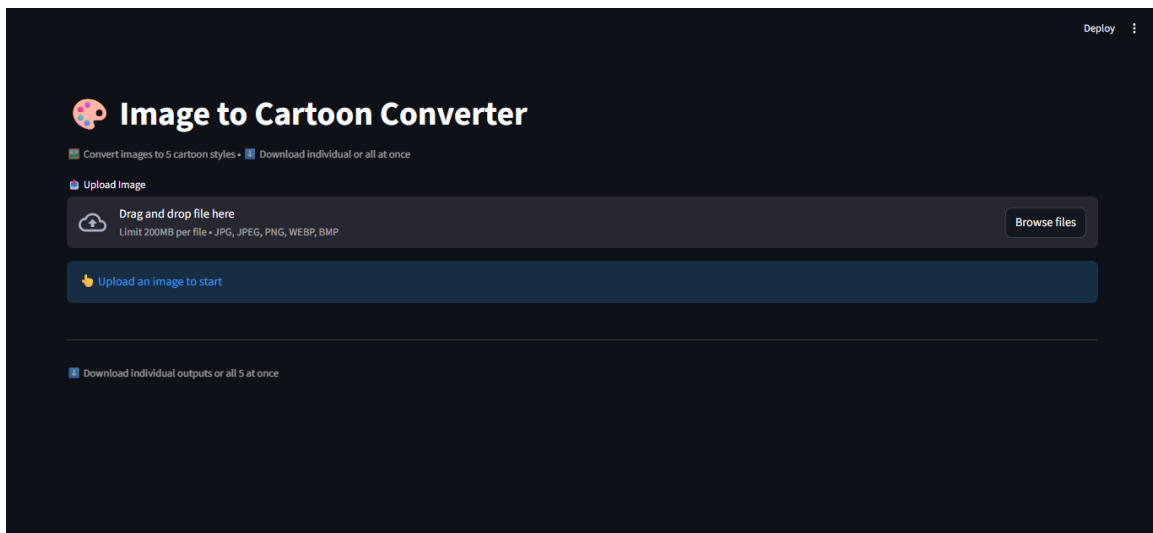 Deploy
Image to Cartoon Converter
Convert images to 5 cartoon styles • Download individual or all at once
Upload Image
Drag and drop file here
Limit 200MB per file • JPG, JPEG, PNG, WEBP, BMP
Browse files
Upload an image to start
Download individual outputs or all 5 at once